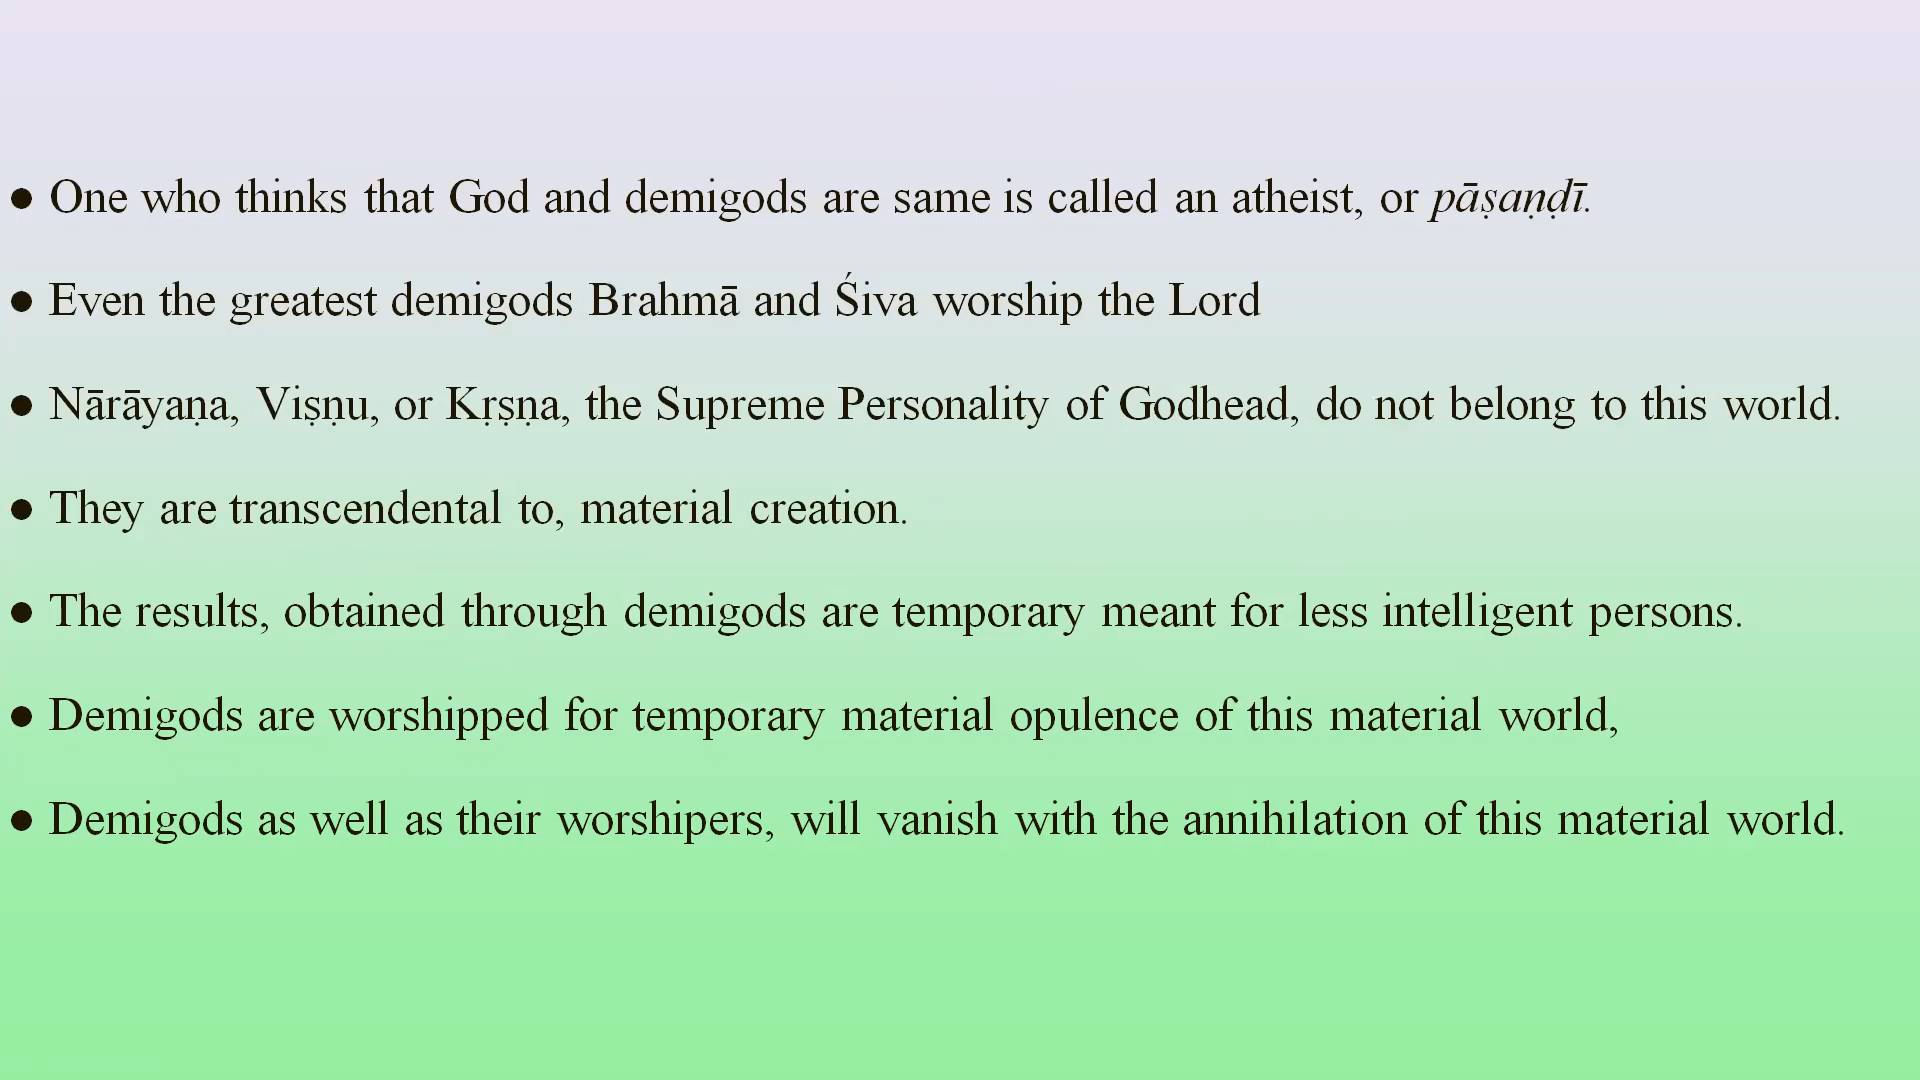 ● One who thinks that God and demigods are same is called an atheist, or pāṣaṇḍī.
● Even the greatest demigods Brahmā and Śiva worship the Lord
● Nārāyaṇa, Viṣṇu, or Kṛṣṇa, the Supreme Personality of Godhead, do not belong to this world.
● They are transcendental to, material creation.
● The results, obtained through demigods are temporary meant for less intelligent persons.
● Demigods are worshipped for temporary material opulence of this material world,
● Demigods as well as their worshipers, will vanish with the annihilation of this material world.